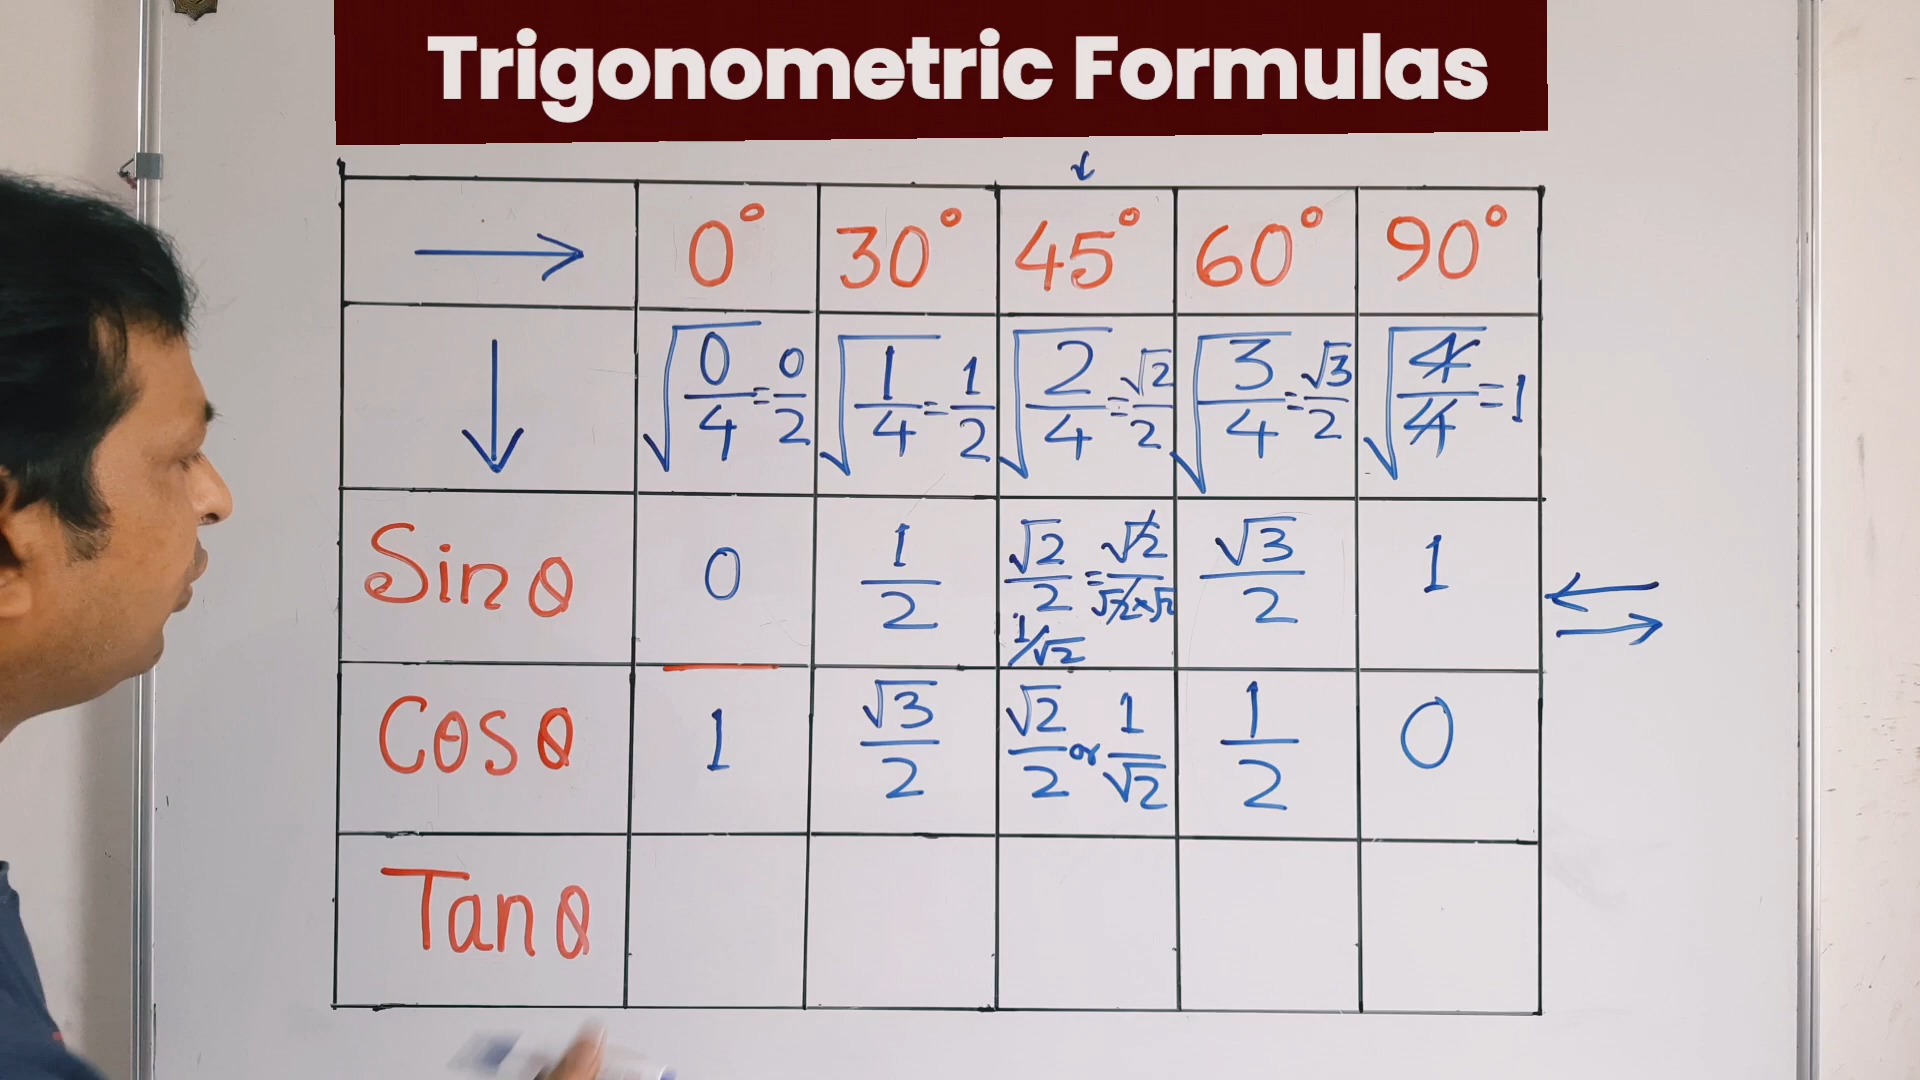 Trigonometric Formulas
→ 0° 30° 45° 60° 90°
↓ √(0/4) = 0/2 √(1/4) = 1/2 √(2/4) = √2/2 √(3/4) = √3/2 √(4/4) = 1
Sin θ 0 1/2 √2/2 = √2/√2×√2 1/√2 √3/2 1
Cos θ 1 √3/2 √2/2 or 1/√2 1/2 0
Tan θ